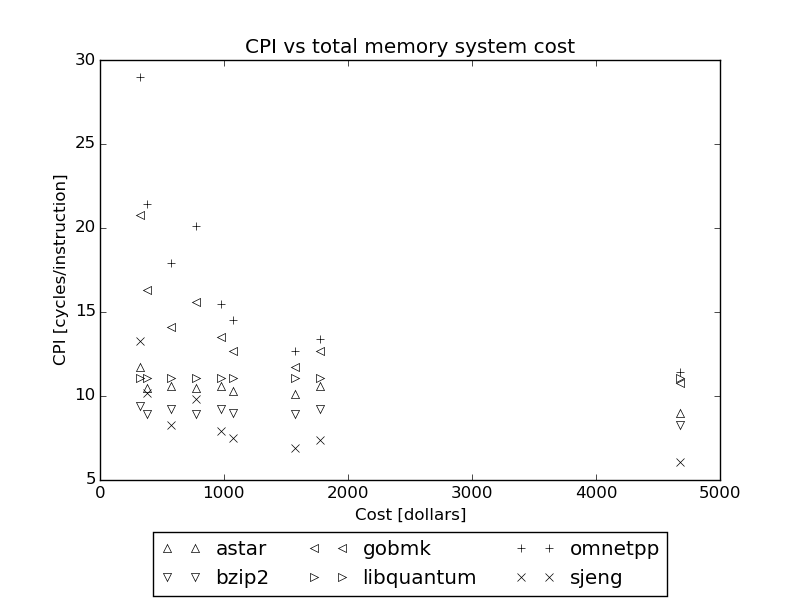 CPI vs total memory system cost
30
25
20
15
10
5
CPI [cycles/instruction]
0 1000 2000 3000 4000 5000
Cost [dollars]
astar gobmk omnetpp
bzip2 libquantum sjeng